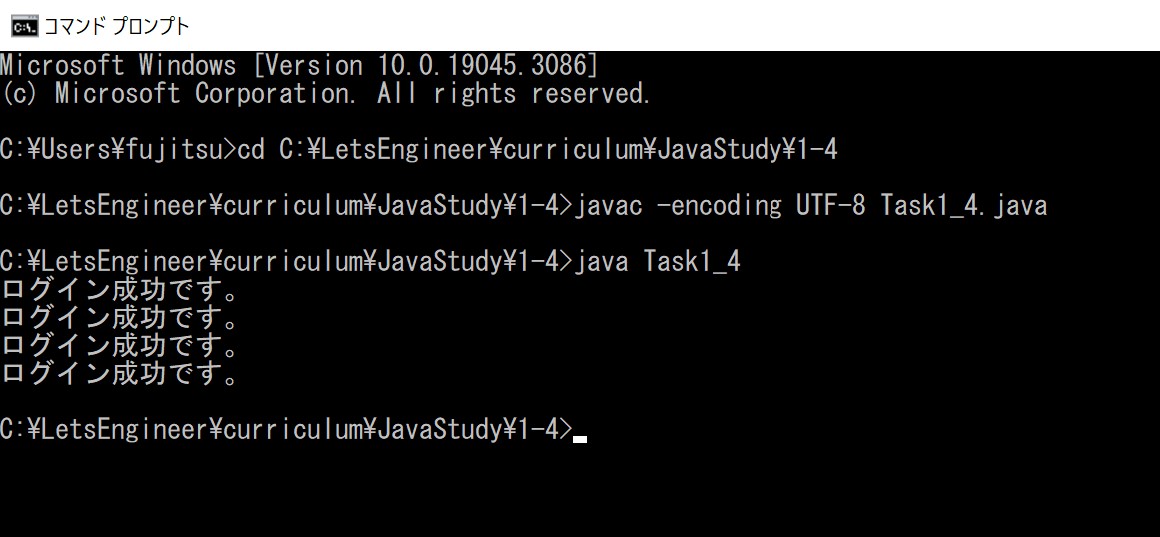 コマンド プロンプト
Microsoft Windows [Version 10.0.19045.3086]
(c) Microsoft Corporation. All rights reserved.
C:¥Users¥fujitsu>cd C:¥LetsEngineer¥curriculum¥JavaStudy¥1-4
C:¥LetsEngineer¥curriculum¥JavaStudy¥1-4>javac -encoding UTF-8 Task1_4.java
C:¥LetsEngineer¥curriculum¥JavaStudy¥1-4>java Task1_4
ログイン成功です。
ログイン成功です。
ログイン成功です。
ログイン成功です。
C:¥LetsEngineer¥curriculum¥JavaStudy¥1-4>